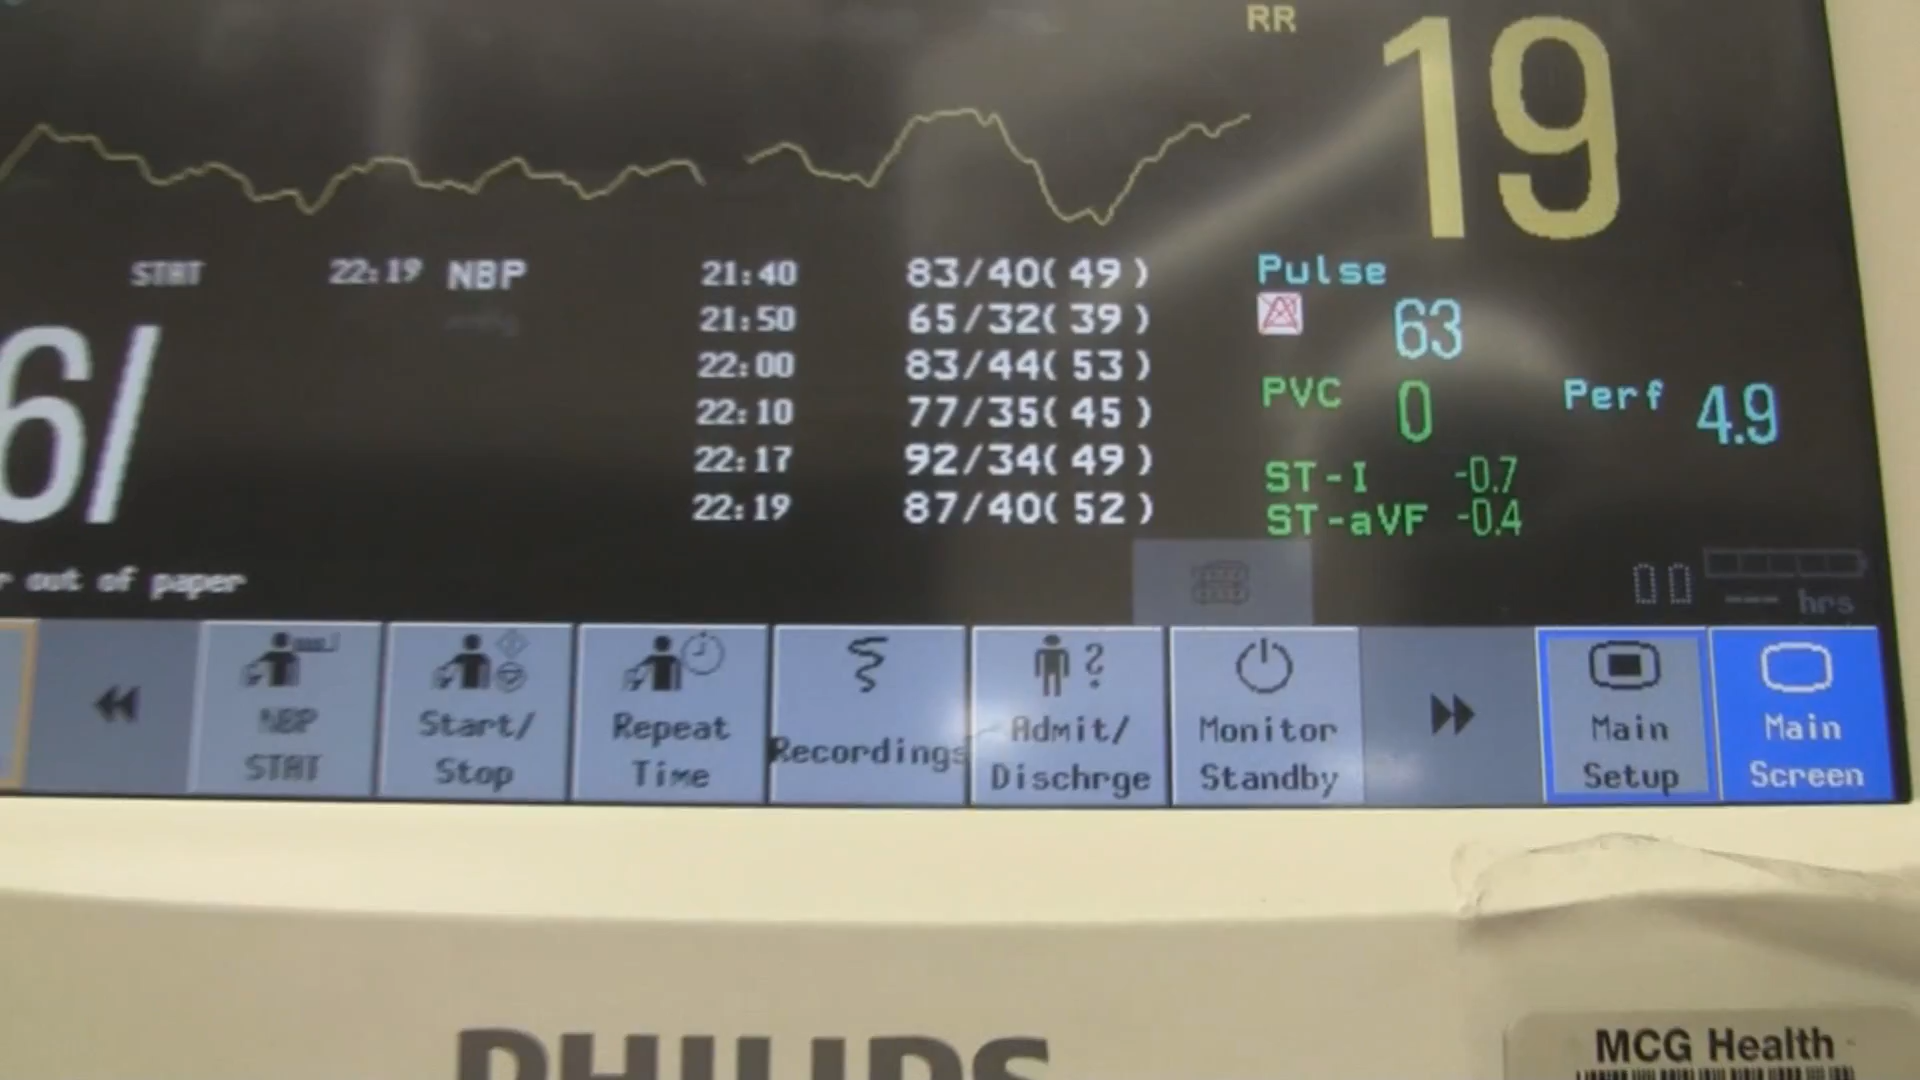 RR 19
STAT 22:19 NBP 21:40 83/40( 49 ) Pulse
21:50 65/32( 39 ) 63
6/ 22:00 83/44( 53 )
22:10 77/35( 45 ) PVC 0 Perf 4.9
22:17 92/34( 49 ) ST-I -0.7
22:19 87/40( 52 ) ST-aVF -0.4
r out of paper
hrs
NBP STAT
Start/ Stop
Repeat Time
Recordings
Admit/ Dischrge
Monitor Standby
Main Setup
Main Screen
PHILIPS
MCG Health